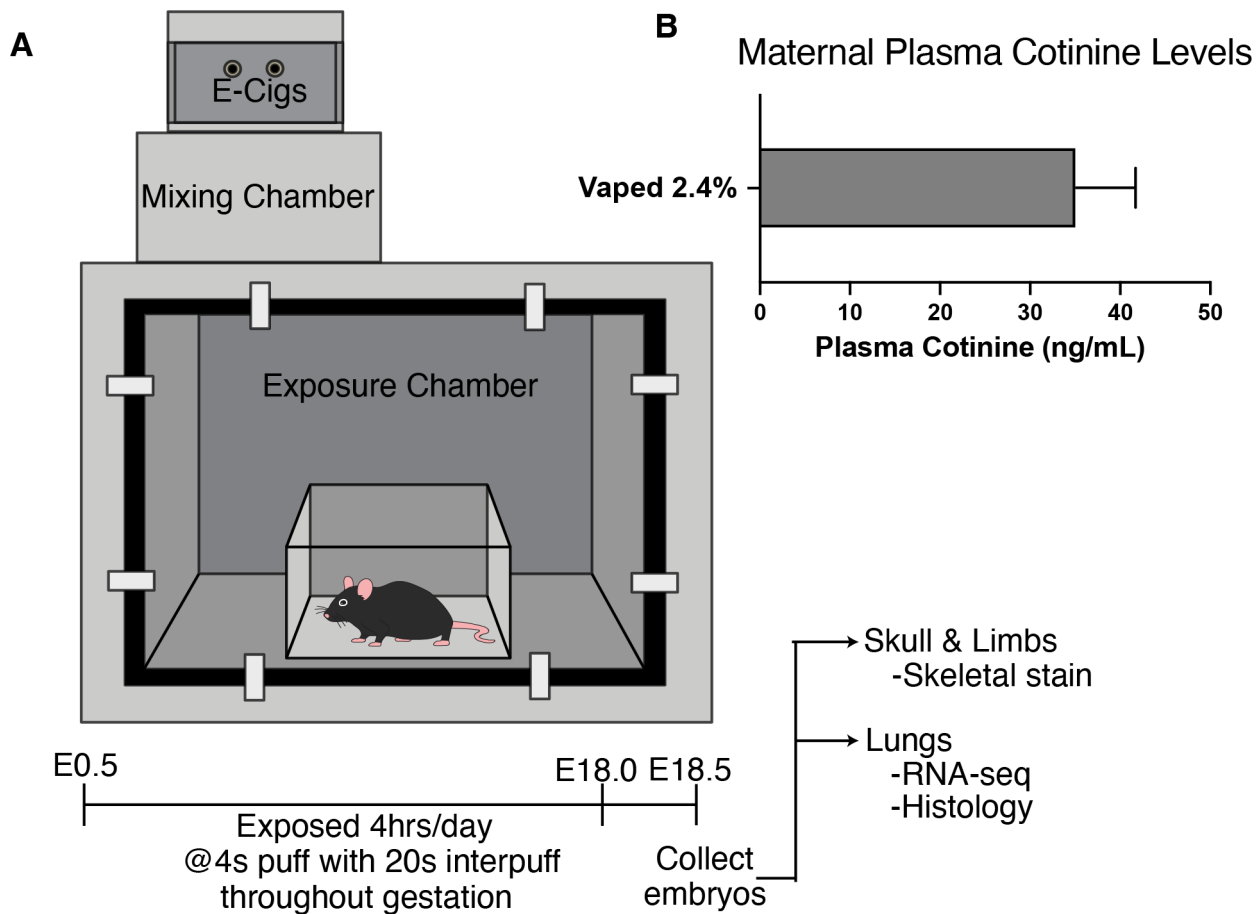 A
E-Cigs
Mixing Chamber
Exposure Chamber
E0.5
E18.0
E18.5
Exposed 4hrs/day
@4s puff with 20s interpuff
throughout gestation
Collect
embryos
Skull & Limbs
-Skeletal stain
Lungs
-RNA-seq
-Histology
B
Maternal Plasma Cotinine Levels
Vaped 2.4%
0 10 20 30 40 50
Plasma Cotinine (ng/mL)